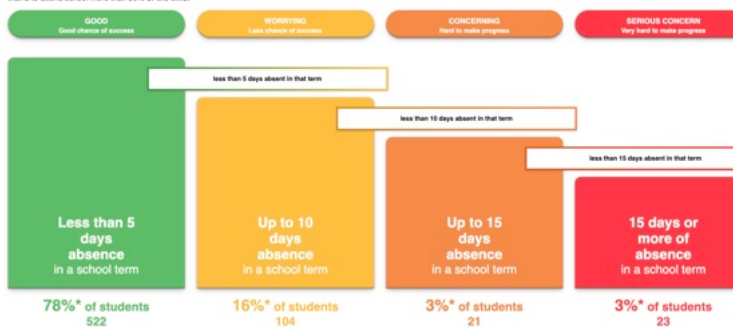 GOOD
Good chance of success
WORRYING
Less chance of success
CONCERNING
Hard to make progress
SERIOUS CONCERN
Very hard to make progress
less than 5 days absent in that term
less than 10 days absent in that term
less than 15 days absent in that term
Less than 5
days
absence
in a school term
Up to 10
days
absence
in a school term
Up to 15
days
absence
in a school term
15 days or
more of
absence
in a school term
78%* of students
522
16%* of students
104
3%* of students
21
3%* of students
23